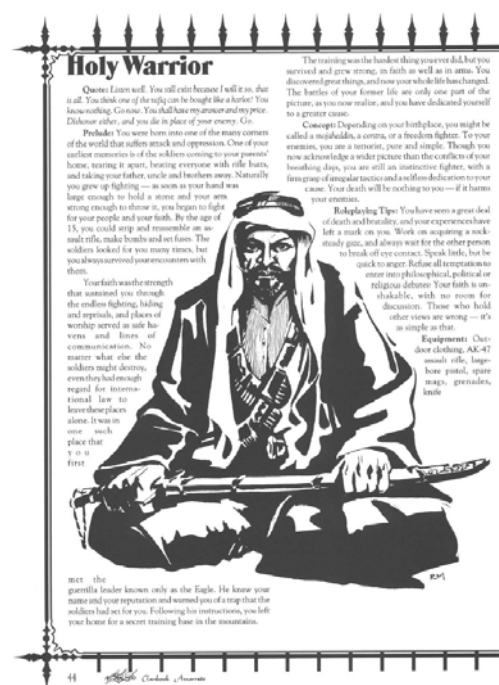 Holy Warrior
Quote: Listen well. You still exist because I will it so, that
is all. You think one of the rafiq can be bought like a harlot? You
know nothing. Go now. You shall have my answer and my price.
Dishonor either, and you die in place of your enemy. Go.
Prelude: You were born into one of the many corners
of the world that suffers attack and oppression. One of your
earliest memories is of the soldiers coming to your parents'
home, tearing it apart, beating everyone with rifle butts,
and taking your father, uncle and brothers away. Naturally
you grew up fighting — as soon as your hand was
large enough to hold a stone and your arm
strong enough to throw it, you began to fight
for your people and your faith. By the age of
15, you could strip and reassemble an as-
sault rifle, make bombs and set fuses. The
soldiers looked for you many times, but
you always survived your encounters with
them.
Your faith was the strength
that sustained you through
the endless fighting, hiding
and reprisals, and places of
worship served as safe ha-
vens and lines of
communication. No
matter what else the
soldiers might destroy,
even they had enough
regard for interna-
tional law to
leave these places
alone. It was in
one such
place that
you
first
met the
guerrilla leader known only as the Eagle. He knew your
name and your reputation and warned you of a trap that the
soldiers had set for you. Following his instructions, you left
your home for a secret training base in the mountains.
The training was the hardest thing you ever did, but you
survived and grew strong, in faith as well as in arms. You
discovered great things, and now your whole life has changed.
The battles of your former life are only one part of the
picture, as you now realize, and you have dedicated yourself
to a greater cause.
Concept: Depending on your birthplace, you might be
called a mojaheddin, a contra, or a freedom fighter. To your
enemies, you are a terrorist, pure and simple. Though you
now acknowledge a wider picture than the conflicts of your
breathing days, you are still an instinctive fighter, with a
firm grasp of irregular tactics and a selfless dedication to your
cause. Your death will be nothing to you — if it harms
your enemies.
Roleplaying Tips: You have seen a great deal
of death and brutality, and your experiences have
left a mark on you. Work on acquiring a rock-
steady gaze, and always wait for the other person
to break off eye contact. Speak little, but be
quick to anger. Refuse all temptation to
enter into philosophical, political or
religious debates: Your faith is un-
shakable, with no room for
discussion. Those who hold
other views are wrong — it's
as simple as that.
Equipment: Out-
door clothing, AK-47
assault rifle, large-
bore pistol, spare
mags, grenades,
knife
RM
44 Clanbook Assamite